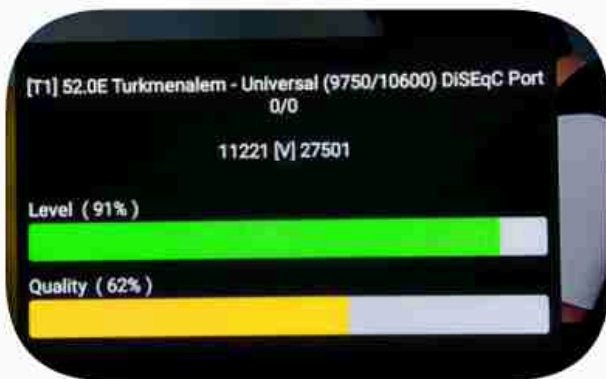 [T1] 52.0E Turkmenalem - Universal (9750/10600) DiSEqC Port
0/0
11221 [V] 27501
Level ( 91% )
Quality ( 62% )